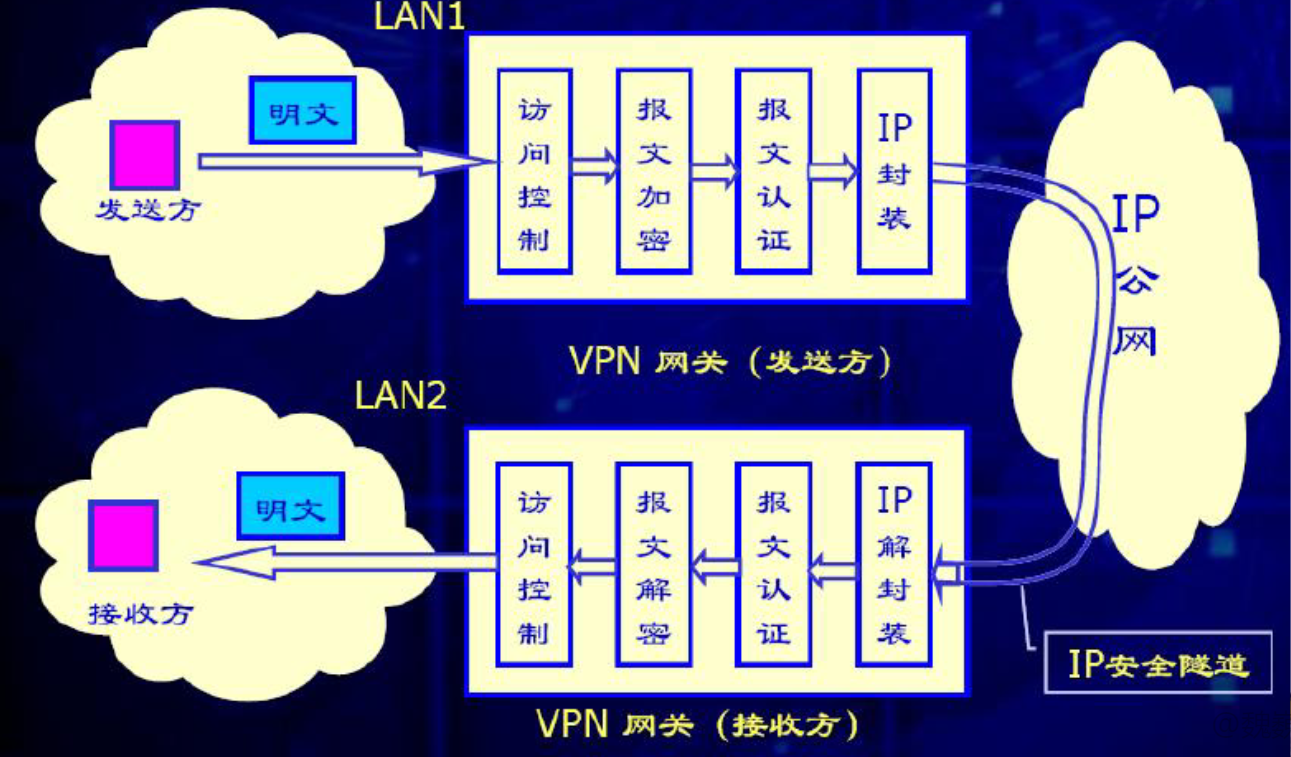 LAN1
明文
发送方
访问控制
报文加密
报文认证
IP封装
IP公网
VPN 网关（发送方）
LAN2
明文
接收方
访问控制
报文解密
报文认证
IP解封装
IP安全隧道
VPN 网关（接收方）